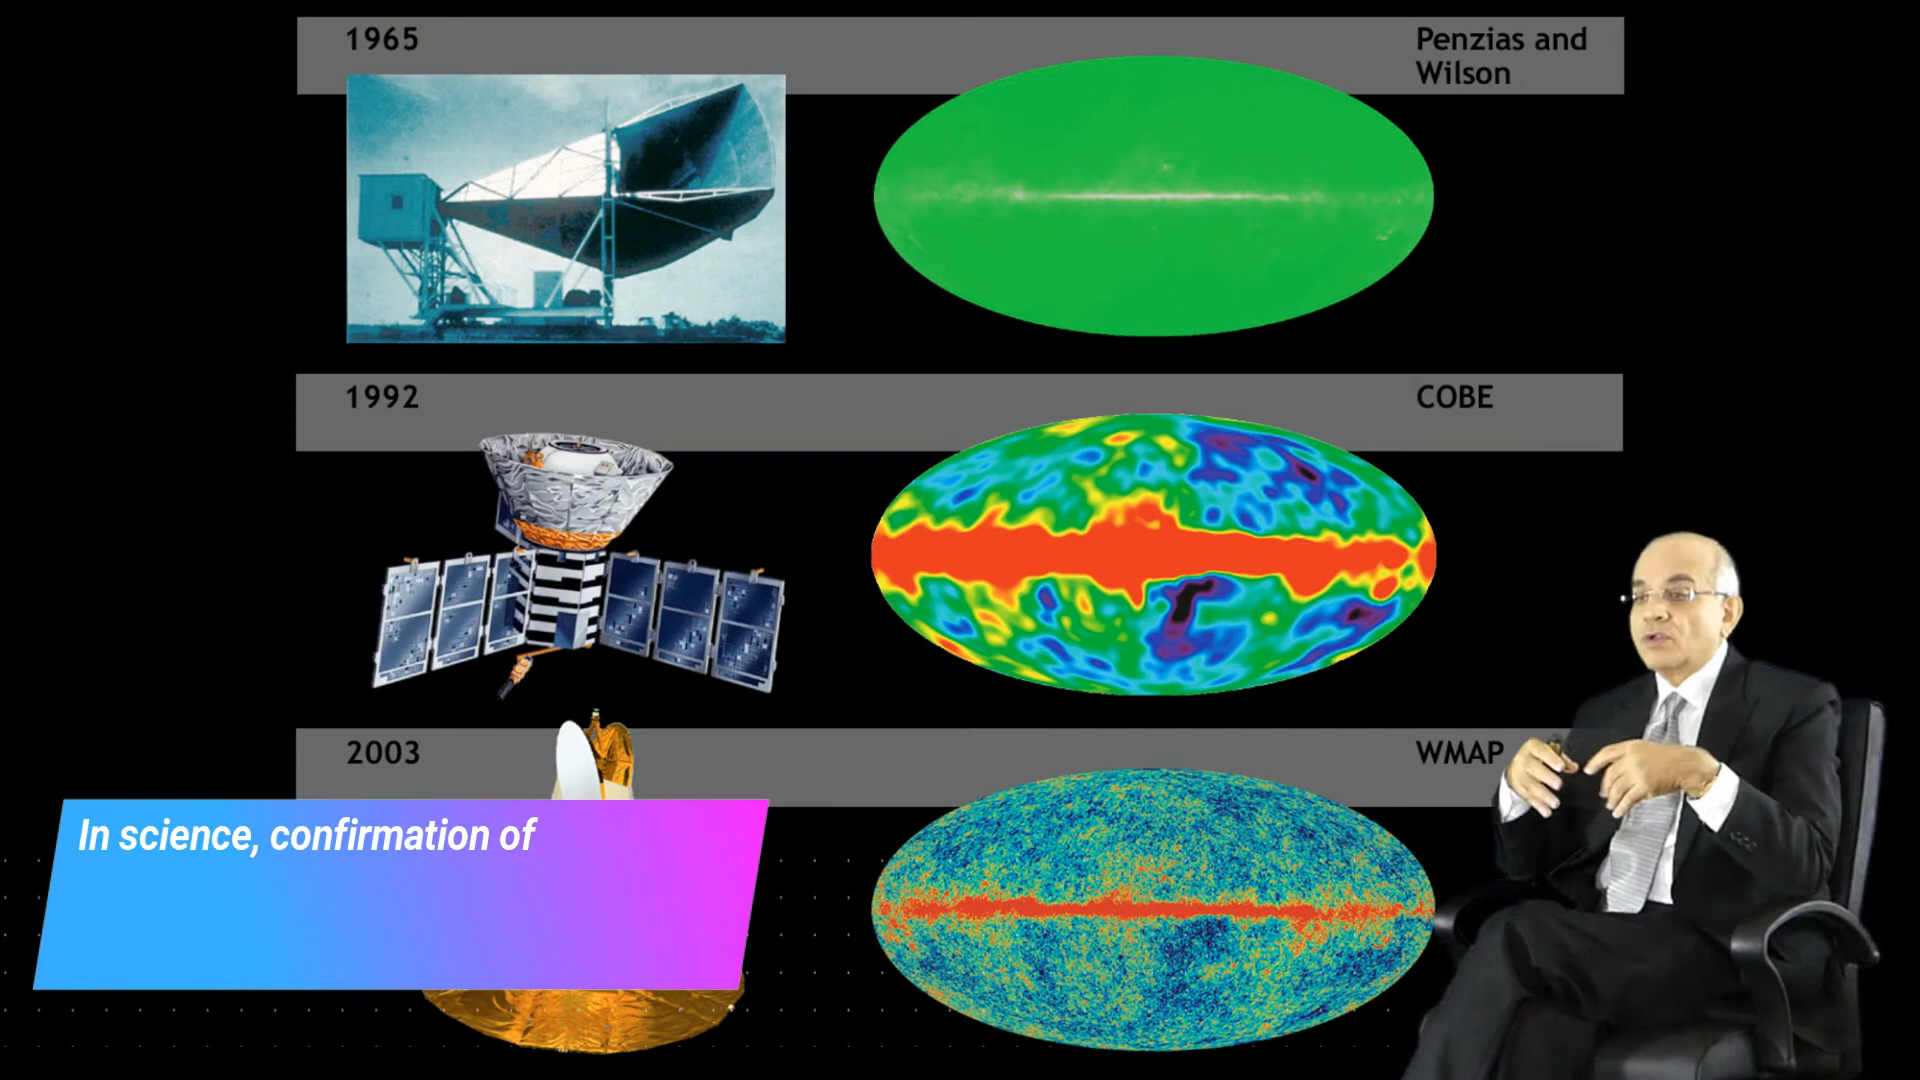 1965
Penzias and
Wilson
1992
COBE
2003
WMAP
In science, confirmation of